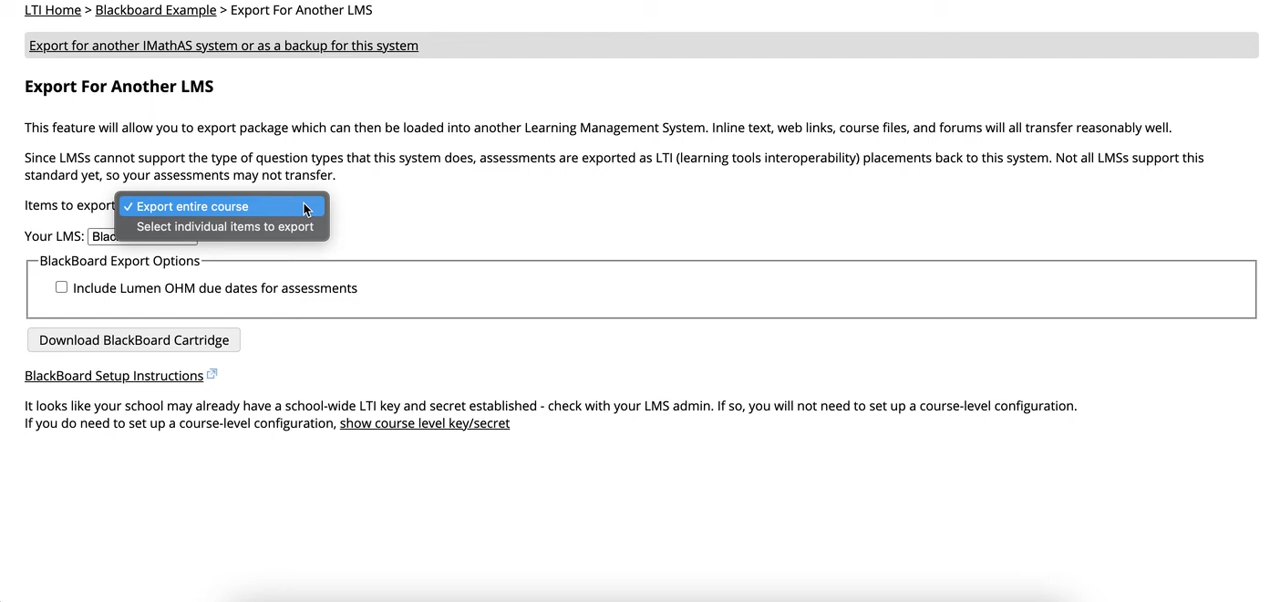 LTI Home > Blackboard Example > Export For Another LMS
Export for another IMathAS system or as a backup for this system
Export For Another LMS
This feature will allow you to export package which can then be loaded into another Learning Management System. Inline text, web links, course files, and forums will all transfer reasonably well.
Since LMSs cannot support the type of question types that this system does, assessments are exported as LTI (learning tools interoperability) placements back to this system. Not all LMSs support this
standard yet, so your assessments may not transfer.
Items to export
✓ Export entire course
Select individual items to export
Your LMS:
BlackBoard Export Options
Include Lumen OHM due dates for assessments
Download BlackBoard Cartridge
BlackBoard Setup Instructions
It looks like your school may already have a school-wide LTI key and secret established - check with your LMS admin. If so, you will not need to set up a course-level configuration.
If you do need to set up a course-level configuration, show course level key/secret